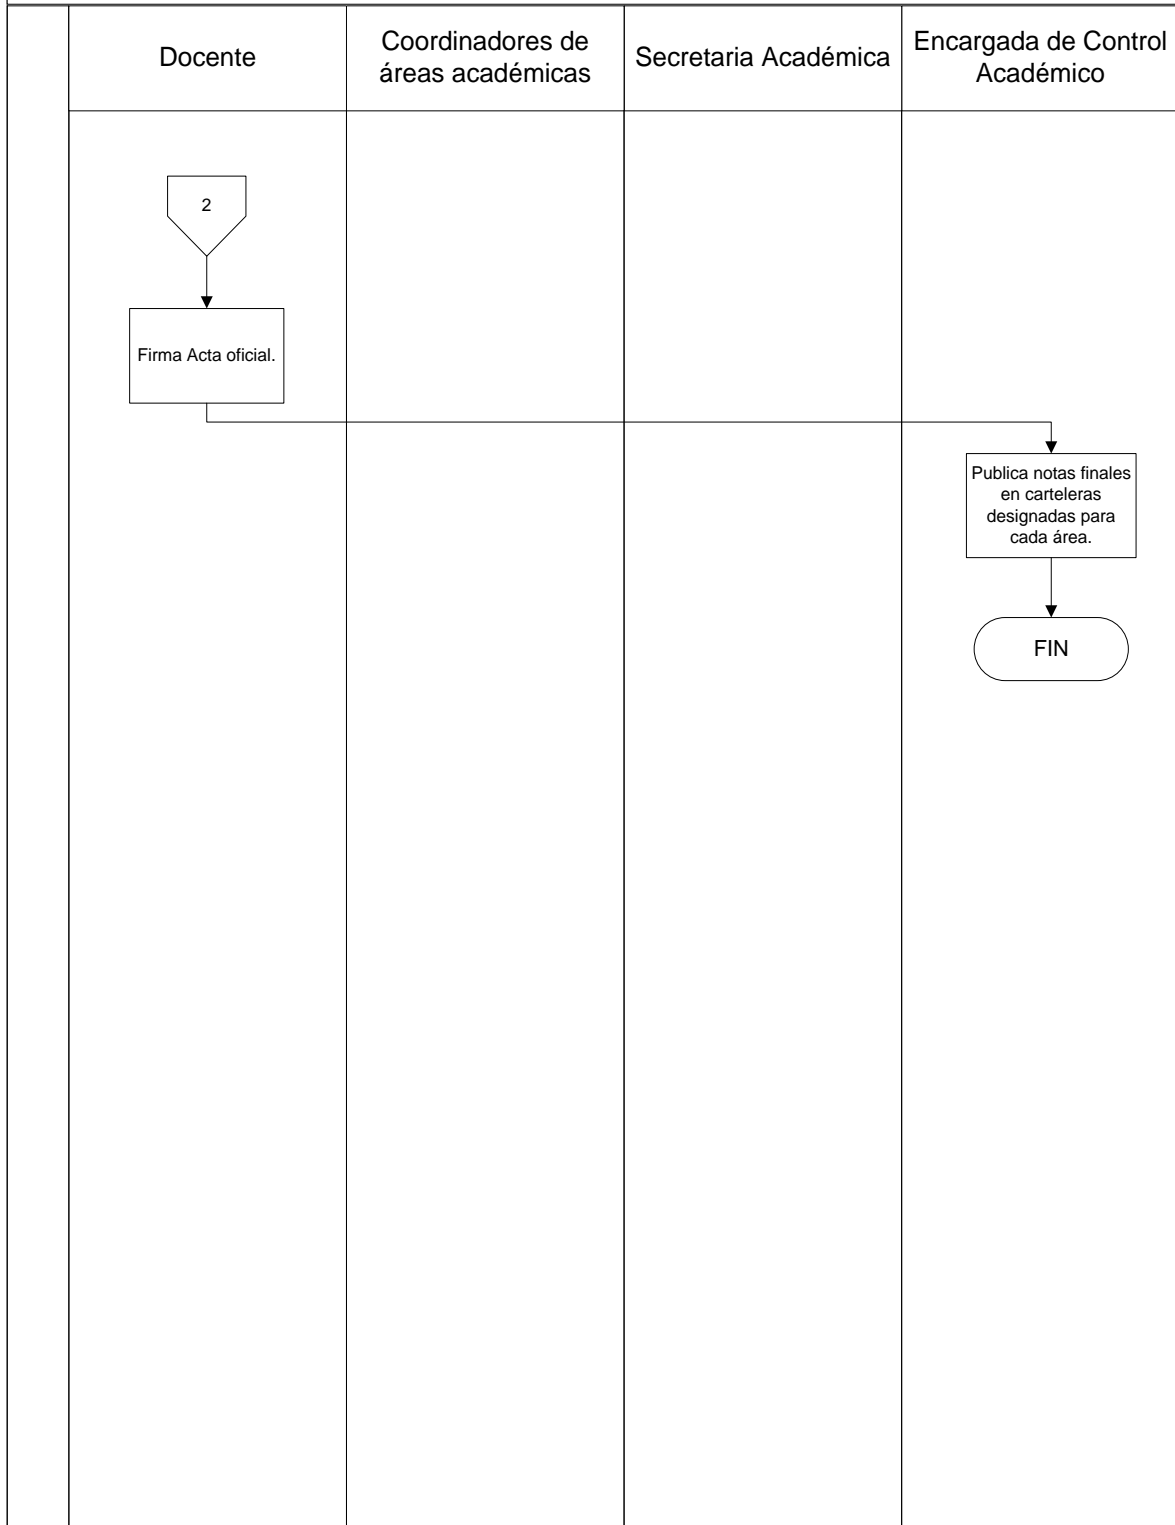 Docente
Coordinadores de
áreas académicas
Secretaria Académica
Encargada de Control
Académico
2
Firma Acta oficial.
Publica notas finales
en carteleras
designadas para
cada área.
FIN